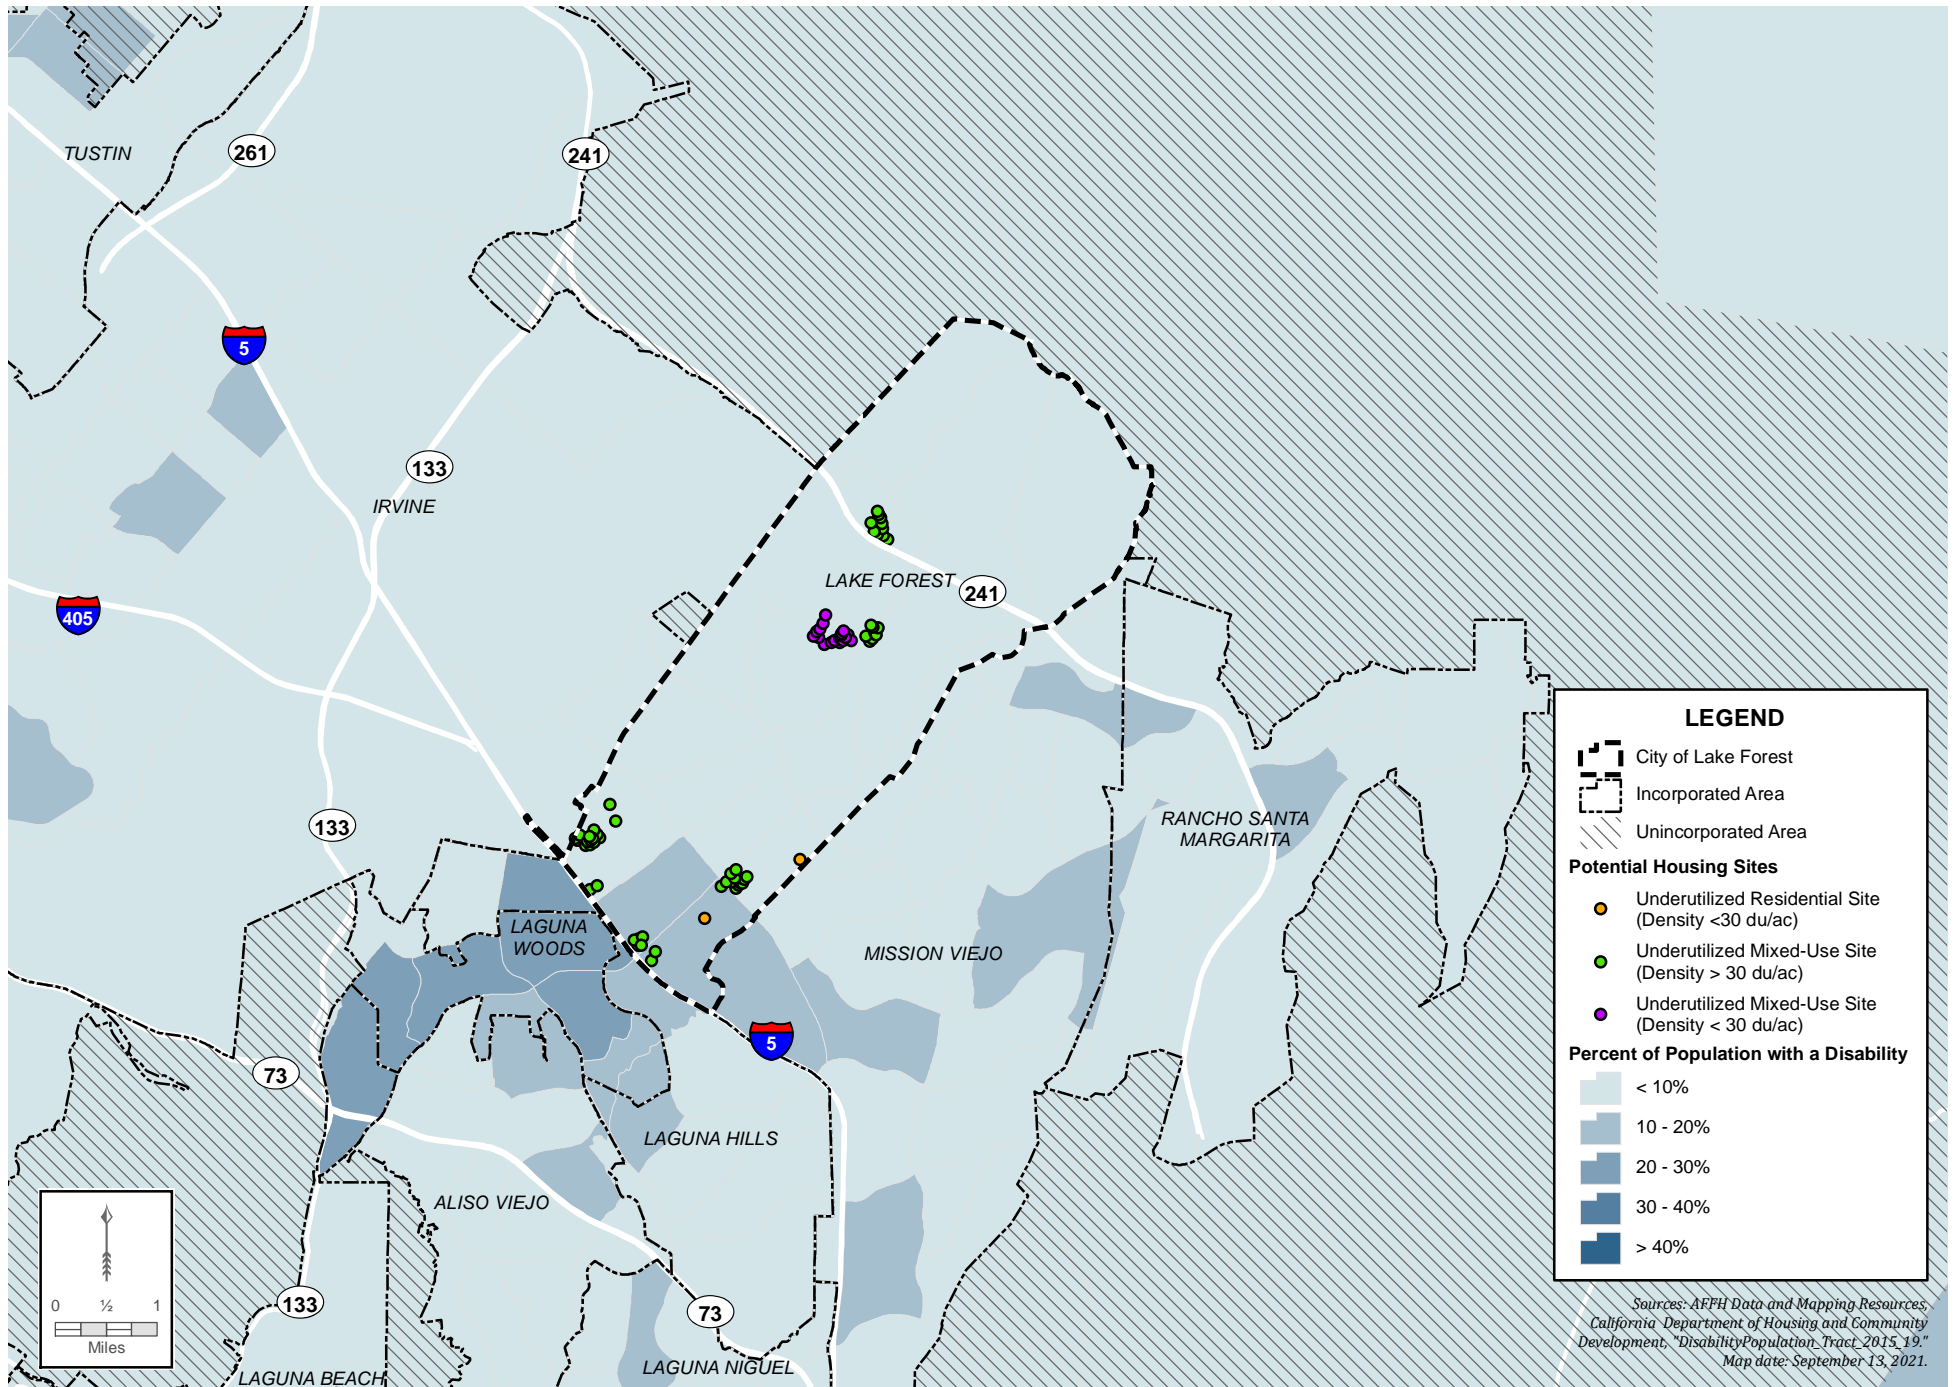 TUSTIN
261
241
5
133
IRVINE
405
LAKE FOREST
241
133
LAGUNA
WOODS
MISSION VIEJO
RANCHO SANTA
MARGARITA
5
73
LAGUNA HILLS
ALISO VIEJO
133
73
LAGUNA NIGUEL
LAGUNA BEACH
0 ½ 1
Miles
LEGEND
City of Lake Forest
Incorporated Area
Unincorporated Area
Potential Housing Sites
Underutilized Residential Site
(Density <30 du/ac)
Underutilized Mixed-Use Site
(Density > 30 du/ac)
Underutilized Mixed-Use Site
(Density < 30 du/ac)
Percent of Population with a Disability
< 10%
10 - 20%
20 - 30%
30 - 40%
> 40%
Sources: AFFH Data and Mapping Resources,
California Department of Housing and Community
Development, "DisabilityPopulation_Tract_2015_19."
Map date: September 13, 2021.